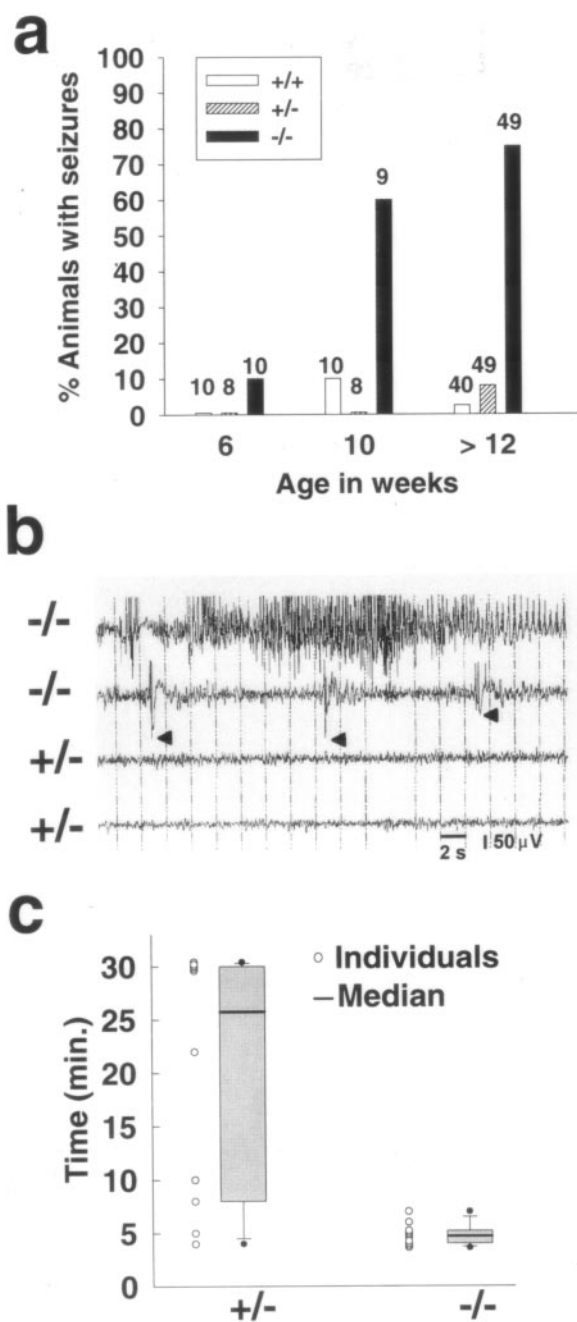 a
% Animals with seizures
100
90
80
70
60
50
40
30
20
10
0
+/+
+/-
-/-
10 8 10
10 8 9
40 49 49
6 10 > 12
Age in weeks
b
-/-
-/-
+/-
+/-
2 s 50 µV
c
Time (min.)
30
25
20
15
10
5
0
Individuals
Median
+/- -/-